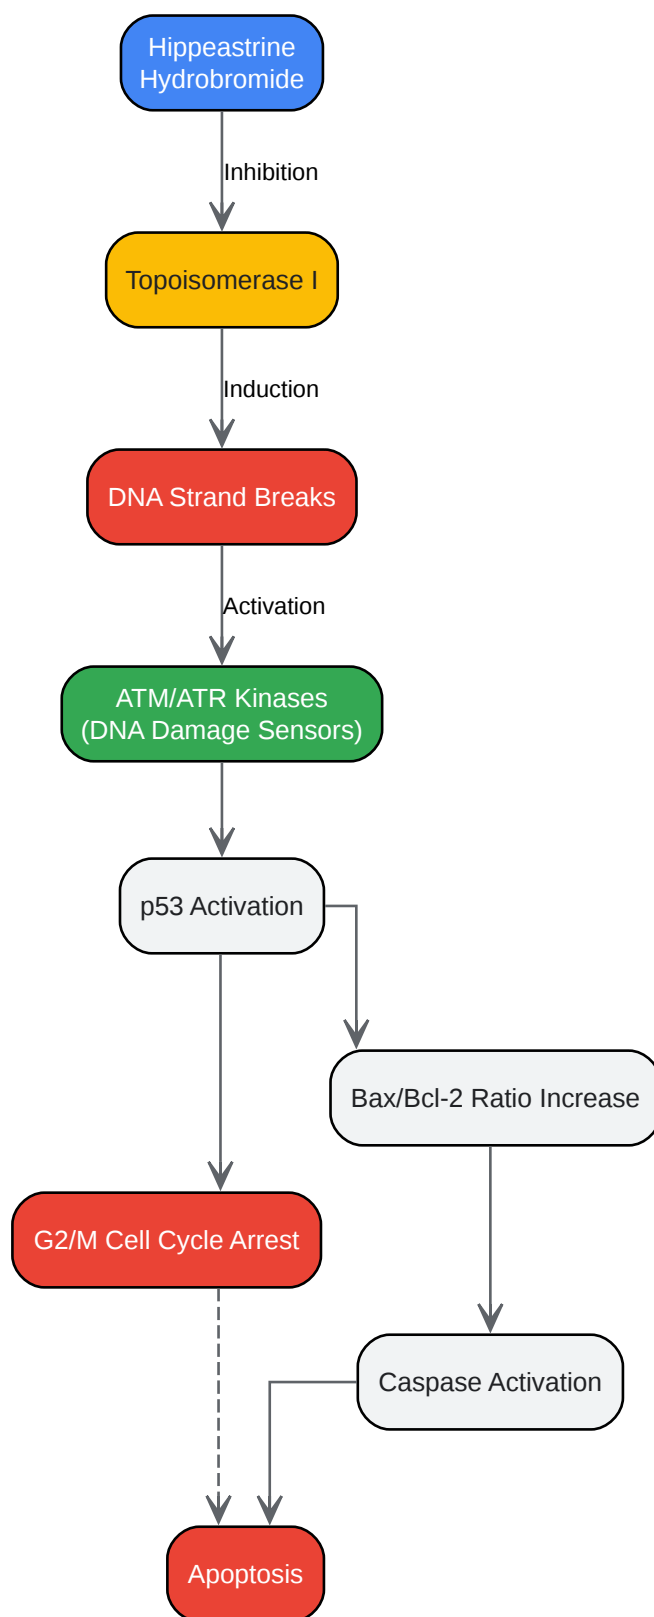 Hippeastrine
Hydrobromide
Inhibition
Topoisomerase I
Induction
DNA Strand Breaks
Activation
ATM/ATR Kinases
(DNA Damage Sensors)
p53 Activation
Bax/Bcl-2 Ratio Increase
G2/M Cell Cycle Arrest
Caspase Activation
Apoptosis